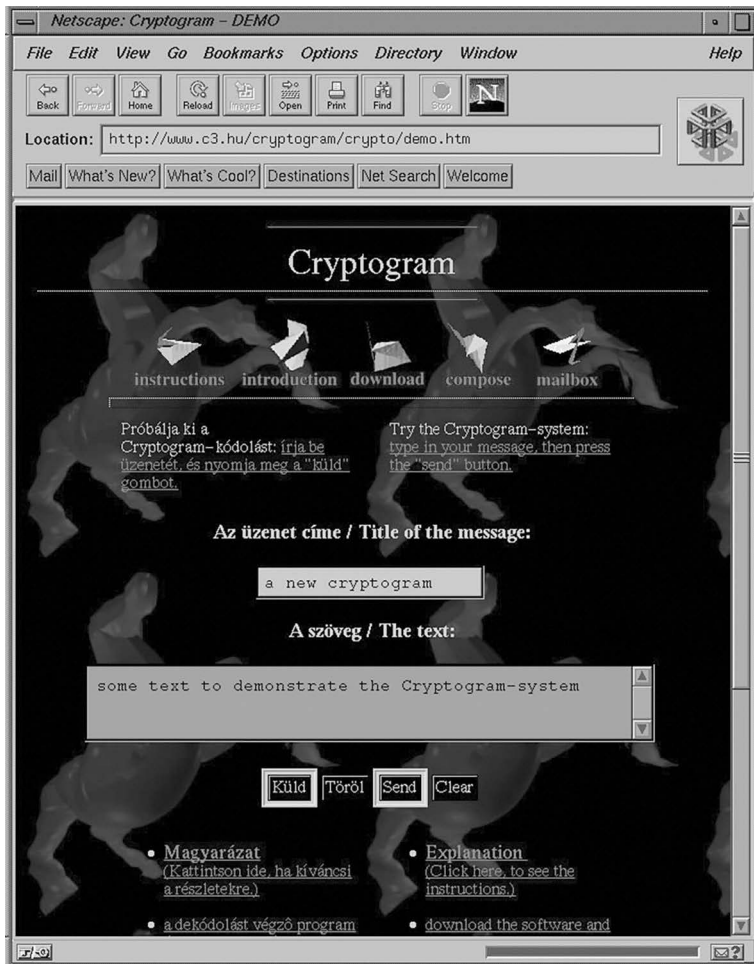 Netscape: Cryptogram – DEMO
File Edit View Go Bookmarks Options Directory Window Help
Back Forward Home Reload Images Open Print Find Stop N
Location: http://www.c3.hu/cryptogram/crypto/demo.htm
Mail What's New? What's Cool? Destinations Net Search Welcome
Cryptogram
instructions introduction download compose mailbox
Próbálja ki a
Cryptogram–kódolást: írja be
üzenetét, és nyomja meg a "küld"
gombot.
Try the Cryptogram–system:
type in your message, then press
the "send" button.
Az üzenet címe / Title of the message:
a new cryptogram
A szöveg / The text:
some text to demonstrate the Cryptogram-system
Küld Töröl Send Clear
Magyarázat
(Kattintson ide, ha kíváncsi
a részletekre.)
a dekódolást végzô program
Explanation
(Click here, to see the
instructions.)
download the software and
?